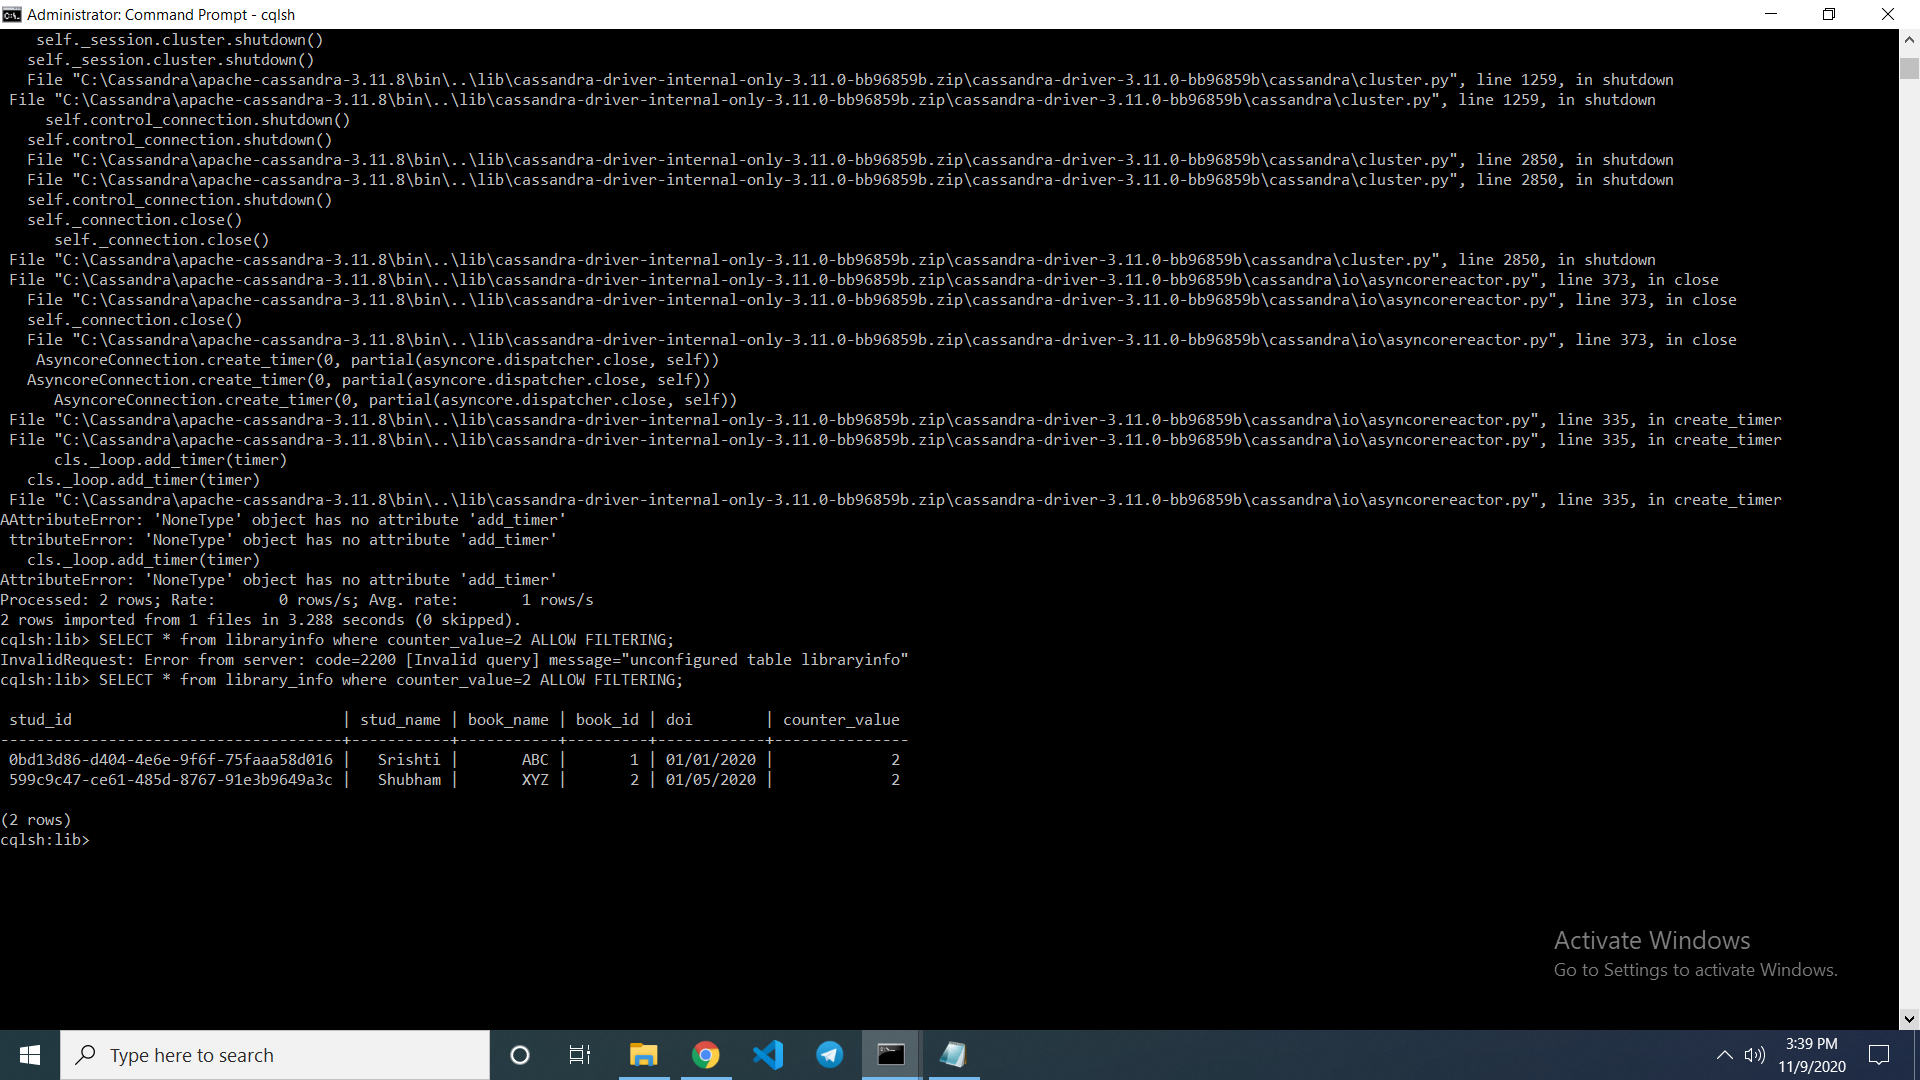 Administrator: Command Prompt - cqlsh
self._session.cluster.shutdown()
self._session.cluster.shutdown()
File "C:\Cassandra\apache-cassandra-3.11.8\bin\..\lib\cassandra-driver-internal-only-3.11.0-bb96859b.zip\cassandra-driver-3.11.0-bb96859b\cassandra\cluster.py", line 1259, in shutdown
File "C:\Cassandra\apache-cassandra-3.11.8\bin\..\lib\cassandra-driver-internal-only-3.11.0-bb96859b.zip\cassandra-driver-3.11.0-bb96859b\cassandra\cluster.py", line 1259, in shutdown
self.control_connection.shutdown()
self.control_connection.shutdown()
File "C:\Cassandra\apache-cassandra-3.11.8\bin\..\lib\cassandra-driver-internal-only-3.11.0-bb96859b.zip\cassandra-driver-3.11.0-bb96859b\cassandra\cluster.py", line 2850, in shutdown
File "C:\Cassandra\apache-cassandra-3.11.8\bin\..\lib\cassandra-driver-internal-only-3.11.0-bb96859b.zip\cassandra-driver-3.11.0-bb96859b\cassandra\cluster.py", line 2850, in shutdown
self.control_connection.shutdown()
self._connection.close()
self._connection.close()
File "C:\Cassandra\apache-cassandra-3.11.8\bin\..\lib\cassandra-driver-internal-only-3.11.0-bb96859b.zip\cassandra-driver-3.11.0-bb96859b\cassandra\cluster.py", line 2850, in shutdown
File "C:\Cassandra\apache-cassandra-3.11.8\bin\..\lib\cassandra-driver-internal-only-3.11.0-bb96859b.zip\cassandra-driver-3.11.0-bb96859b\cassandra\io\asyncorereactor.py", line 373, in close
File "C:\Cassandra\apache-cassandra-3.11.8\bin\..\lib\cassandra-driver-internal-only-3.11.0-bb96859b.zip\cassandra-driver-3.11.0-bb96859b\cassandra\io\asyncorereactor.py", line 373, in close
self._connection.close()
File "C:\Cassandra\apache-cassandra-3.11.8\bin\..\lib\cassandra-driver-internal-only-3.11.0-bb96859b.zip\cassandra-driver-3.11.0-bb96859b\cassandra\io\asyncorereactor.py", line 373, in close
AsyncoreConnection.create_timer(0, partial(asyncore.dispatcher.close, self))
AsyncoreConnection.create_timer(0, partial(asyncore.dispatcher.close, self))
AsyncoreConnection.create_timer(0, partial(asyncore.dispatcher.close, self))
File "C:\Cassandra\apache-cassandra-3.11.8\bin\..\lib\cassandra-driver-internal-only-3.11.0-bb96859b.zip\cassandra-driver-3.11.0-bb96859b\cassandra\io\asyncorereactor.py", line 335, in create_timer
File "C:\Cassandra\apache-cassandra-3.11.8\bin\..\lib\cassandra-driver-internal-only-3.11.0-bb96859b.zip\cassandra-driver-3.11.0-bb96859b\cassandra\io\asyncorereactor.py", line 335, in create_timer
cls._loop.add_timer(timer)
cls._loop.add_timer(timer)
File "C:\Cassandra\apache-cassandra-3.11.8\bin\..\lib\cassandra-driver-internal-only-3.11.0-bb96859b.zip\cassandra-driver-3.11.0-bb96859b\cassandra\io\asyncorereactor.py", line 335, in create_timer
AAttributeError: 'NoneType' object has no attribute 'add_timer'
ttributeError: 'NoneType' object has no attribute 'add_timer'
cls._loop.add_timer(timer)
AttributeError: 'NoneType' object has no attribute 'add_timer'
Processed: 2 rows; Rate:       0 rows/s; Avg. rate:       1 rows/s
2 rows imported from 1 files in 3.288 seconds (0 skipped).
cqlsh:lib> SELECT * from libraryinfo where counter_value=2 ALLOW FILTERING;
InvalidRequest: Error from server: code=2200 [Invalid query] message="unconfigured table libraryinfo"
cqlsh:lib> SELECT * from library_info where counter_value=2 ALLOW FILTERING;
stud_id                              | stud_name | book_name | book_id | doi        | counter_value
--------------------------------------+-----------+-----------+---------+------------+---------------
0bd13d86-d404-4e6e-9f6f-75faaa58d016 |   Srishti |       ABC |       1 | 01/01/2020 |             2
599c9c47-ce61-485d-8767-91e3b9649a3c |   Shubham |       XYZ |       2 | 01/05/2020 |             2
(2 rows)
cqlsh:lib>
Activate Windows
Go to Settings to activate Windows.
Type here to search
3:39 PM
11/9/2020